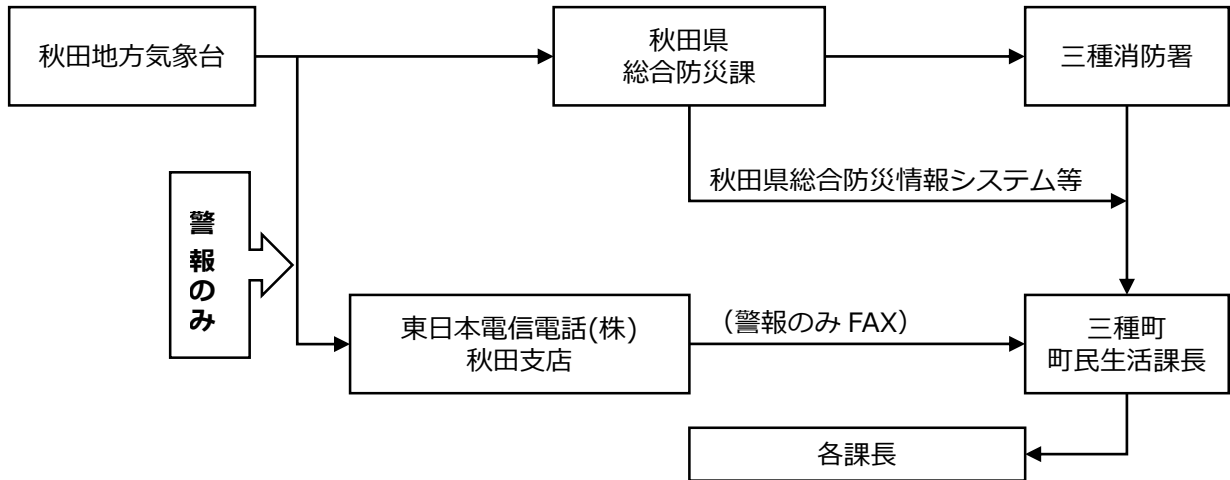 秋田地方気象台
秋田県
総合防災課
三種消防署
秋田県総合防災情報システム等
警報のみ
東日本電信電話(株)
秋田支店
（警報のみ FAX）
三種町
町民生活課長
各課長